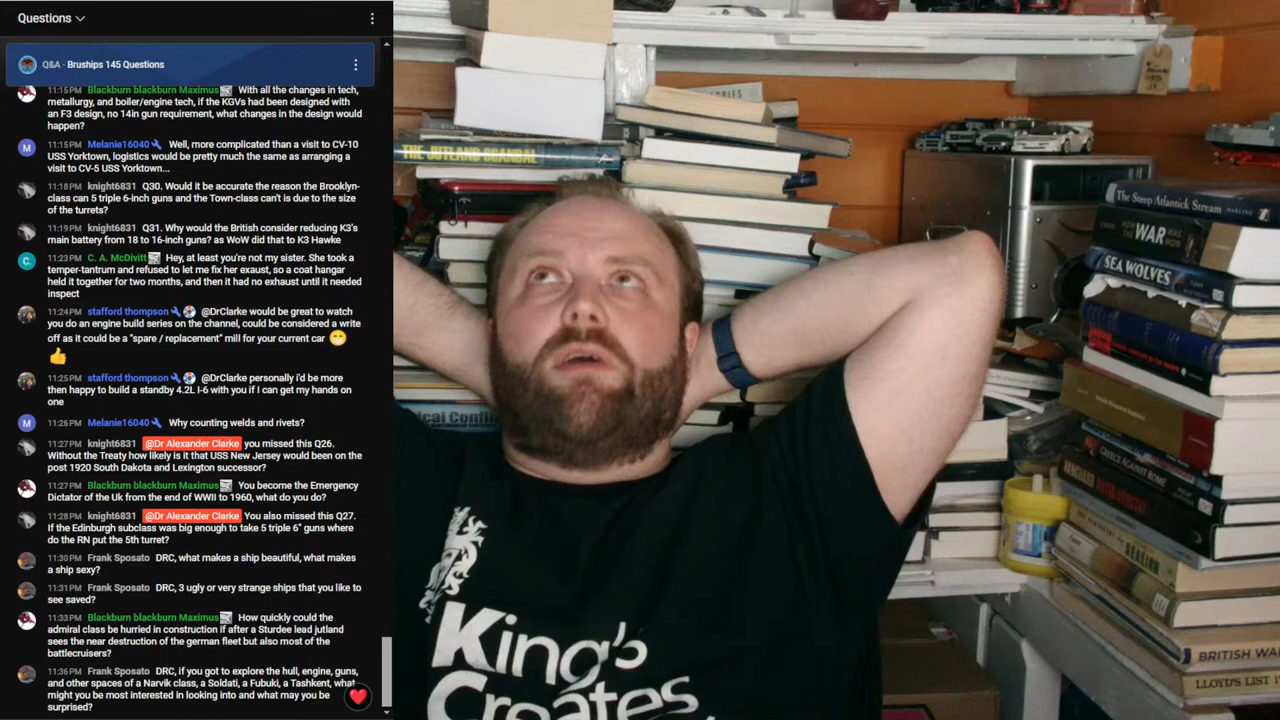 Questions
Q&A · Bruships 145 Questions
11:15PM Blackburn blackburn Maximus With all the changes in tech,
metallurgy, and boiler/engine tech, if the KGVs had been designed with
an F3 design, no 14in gun requirement, what changes in the design would
happen?
M
11:15PM Melanie16040 Well, more complicated than a visit to CV-10
USS Yorktown, logistics would be pretty much the same as arranging a
visit to CV-5 USS Yorktown...
11:18PM knight6831 Q30. Would it be accurate the reason the Brooklyn-
class can 5 triple 6-inch guns and the Town-class can't is due to the size
of the turrets?
11:19PM knight6831 Q31. Why would the British consider reducing K3's
main battery from 18 to 16-inch guns? as WoW did that to K3 Hawke
C.
11:23PM C. A. McDivitt Hey, at least you're not my sister. She took a
temper-tantrum and refused to let me fix her exaust, so a coat hangar
held it together for two months, and then it had no exaust until it needed
inspect
11:24PM stafford thompson @DrClarke would be great to watch
you do an engine build series on the channel, could be considered a write
off as it could be a "spare / replacement" mill for your current car 😁
👍
11:25PM stafford thompson @DrClarke personally i'd be more
then happy to build a standby 4.2L I-6 with you if I can get my hands on
one
M
11:26PM Melanie16040 Why counting welds and rivets?
11:27PM knight6831 @Dr Alexander Clarke you missed this Q26.
Without the Treaty how likely is it that USS New Jersey would been on the
post 1920 South Dakota and Lexington successor?
11:27PM Blackburn blackburn Maximus You become the Emergency
Dictator of the Uk from the end of WWII to 1960, what do you do?
11:28PM knight6831 @Dr Alexander Clarke You also missed this Q27.
If the Edinburgh subclass was big enough to take 5 triple 6" guns where
do the RN put the 5th turret?
11:30PM Frank Sposato DRC, what makes a ship beautiful, what makes
a ship sexy?
11:31PM Frank Sposato DRC, 3 ugly or very strange ships that you like to
see saved?
11:33PM Blackburn blackburn Maximus How quickly could the
admiral class be hurried in construction if after a Sturdee lead jutland
sees the near destruction of the german fleet but also most of the
battlecruisers?
11:36PM Frank Sposato DRC, if you got to explore the hull, engine, guns,
and other spaces of a Narvik class, a Soldati, a Fubuki, a Tashkent, what
might you be most interested in looking into and what may you be
surprised?
THE JUTLAND SCANDAL
King's
Creates
The Steep Atlantick Stream
HOW THE WAR WAS WON
SEA WOLVES
GREECE AGAINST ROME
BRITISH WA
LLOYD'S LIST